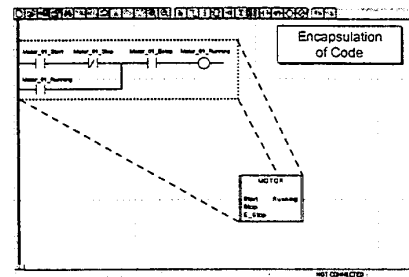 Encapsulation
of Code
Motor_01_Start Motor_01_Stop Motor_01_Estop Motor_01_Running
Motor_01_Running
MOTOR
Start Running
Stop
E_Stop
NOT CONNECTED